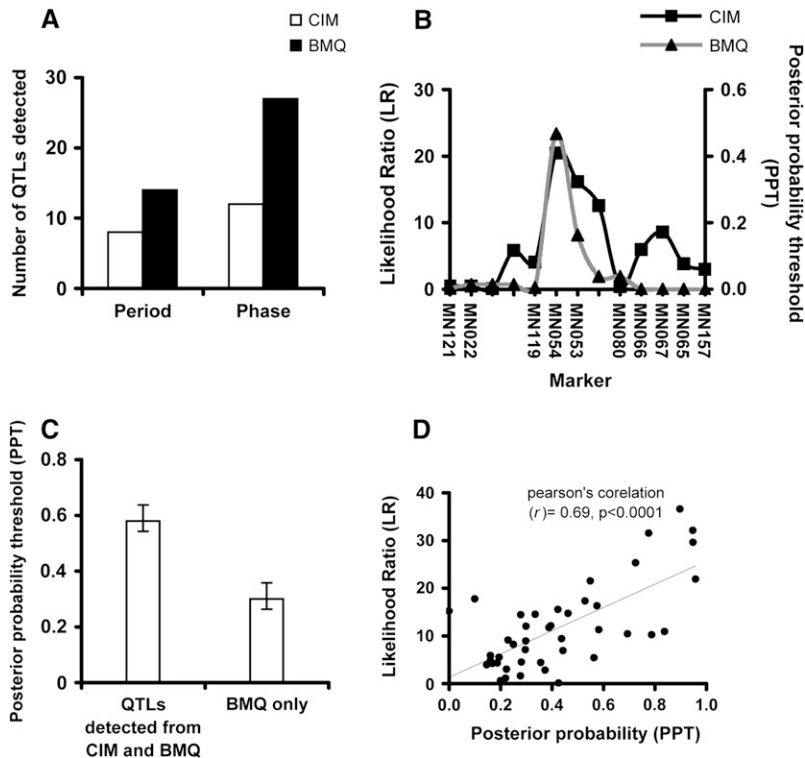 A
CIM
BMQ
Number of QTLs detected
30
20
10
0
Period
Phase
B
CIM
BMQ
Likelihood Ratio (LR)
30
20
10
0
Posterior probability threshold
(PPT)
0.6
0.4
0.2
0.0
MN121
MN022
MN119
MN054
MN053
MN080
MN066
MN067
MN065
MN157
Marker
C
Posterior probability threshold (PPT)
0.8
0.6
0.4
0.2
0
QTLs
detected from
CIM and BMQ
BMQ only
D
pearson's corelation
(r)= 0.69, p<0.0001
Likelihood Ratio (LR)
40
30
20
10
0
0.0
0.2
0.4
0.6
0.8
1.0
Posterior probability (PPT)